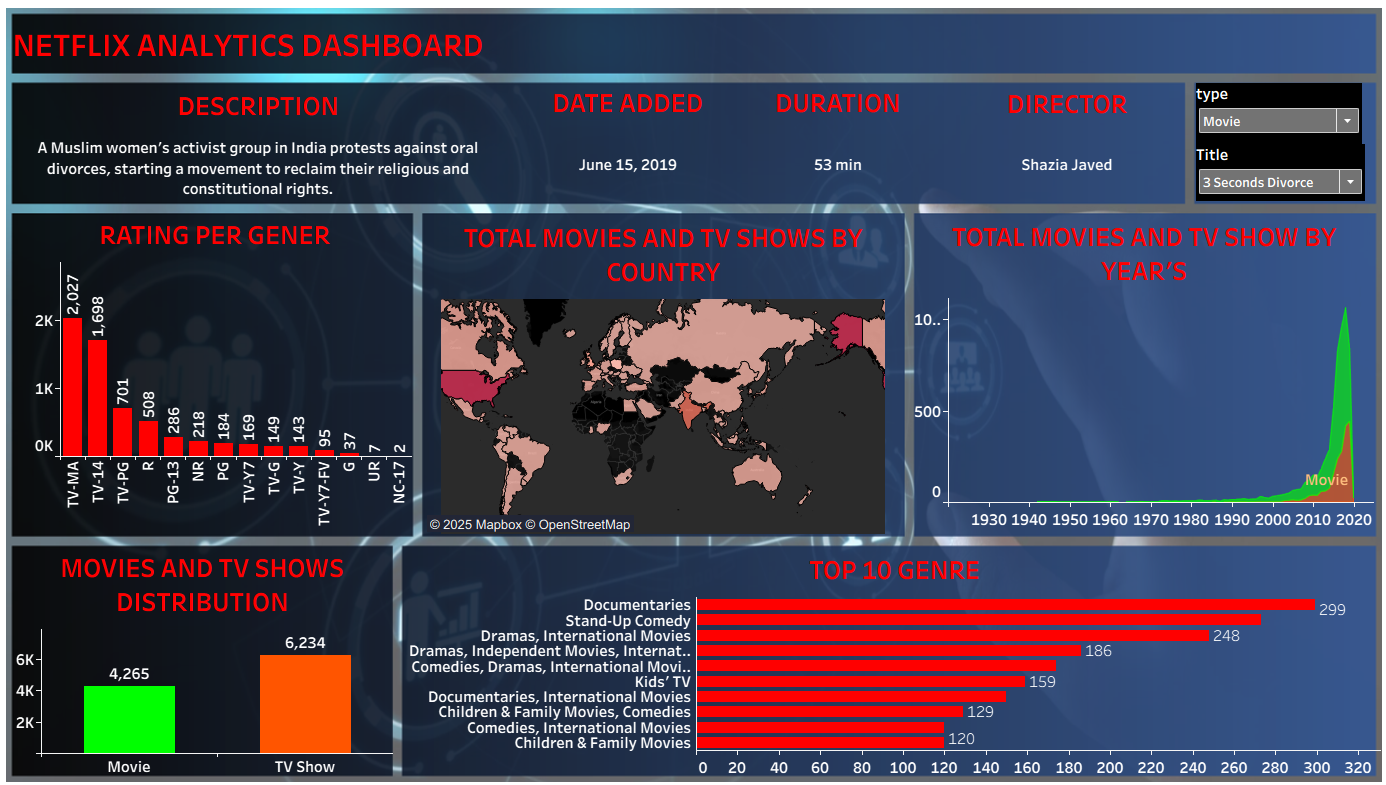 NETFLIX ANALYTICS DASHBOARD
DESCRIPTION
A Muslim women's activist group in India protests against oral
divorces, starting a movement to reclaim their religious and
constitutional rights.
DATE ADDED
June 15, 2019
DURATION
53 min
DIRECTOR
Shazia Javed
type
Movie
Title
3 Seconds Divorce
RATING PER GENER
2K
1K
0K
2,027
1,698
701
508
286
218
184
169
149
143
95
37
7
2
TV-MA
TV-14
TV-PG
R
PG-13
NR
PG
TV-Y7
TV-G
TV-Y
TV-Y7-FV
G
UR
NC-17
TOTAL MOVIES AND TV SHOWS BY
COUNTRY
© 2025 Mapbox © OpenStreetMap
TOTAL MOVIES AND TV SHOW BY
YEAR'S
10..
500
0
Movie
1930 1940 1950 1960 1970 1980 1990 2000 2010 2020
MOVIES AND TV SHOWS
DISTRIBUTION
6K
4K
2K
4,265
6,234
Movie
TV Show
TOP 10 GENRE
Documentaries
299
Stand-Up Comedy
Dramas, International Movies
248
Dramas, Independent Movies, Internat..
186
Comedies, Dramas, International Movi..
Kids' TV
159
Documentaries, International Movies
Children & Family Movies, Comedies
129
Comedies, International Movies
Children & Family Movies
120
0 20 40 60 80 100 120 140 160 180 200 220 240 260 280 300 320